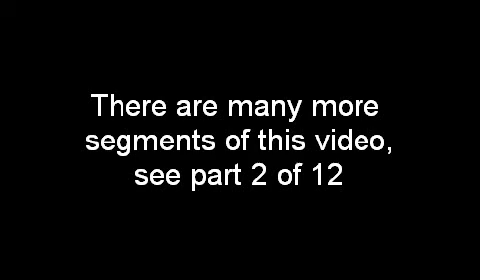 There are many more
segments of this video,
see part 2 of 12